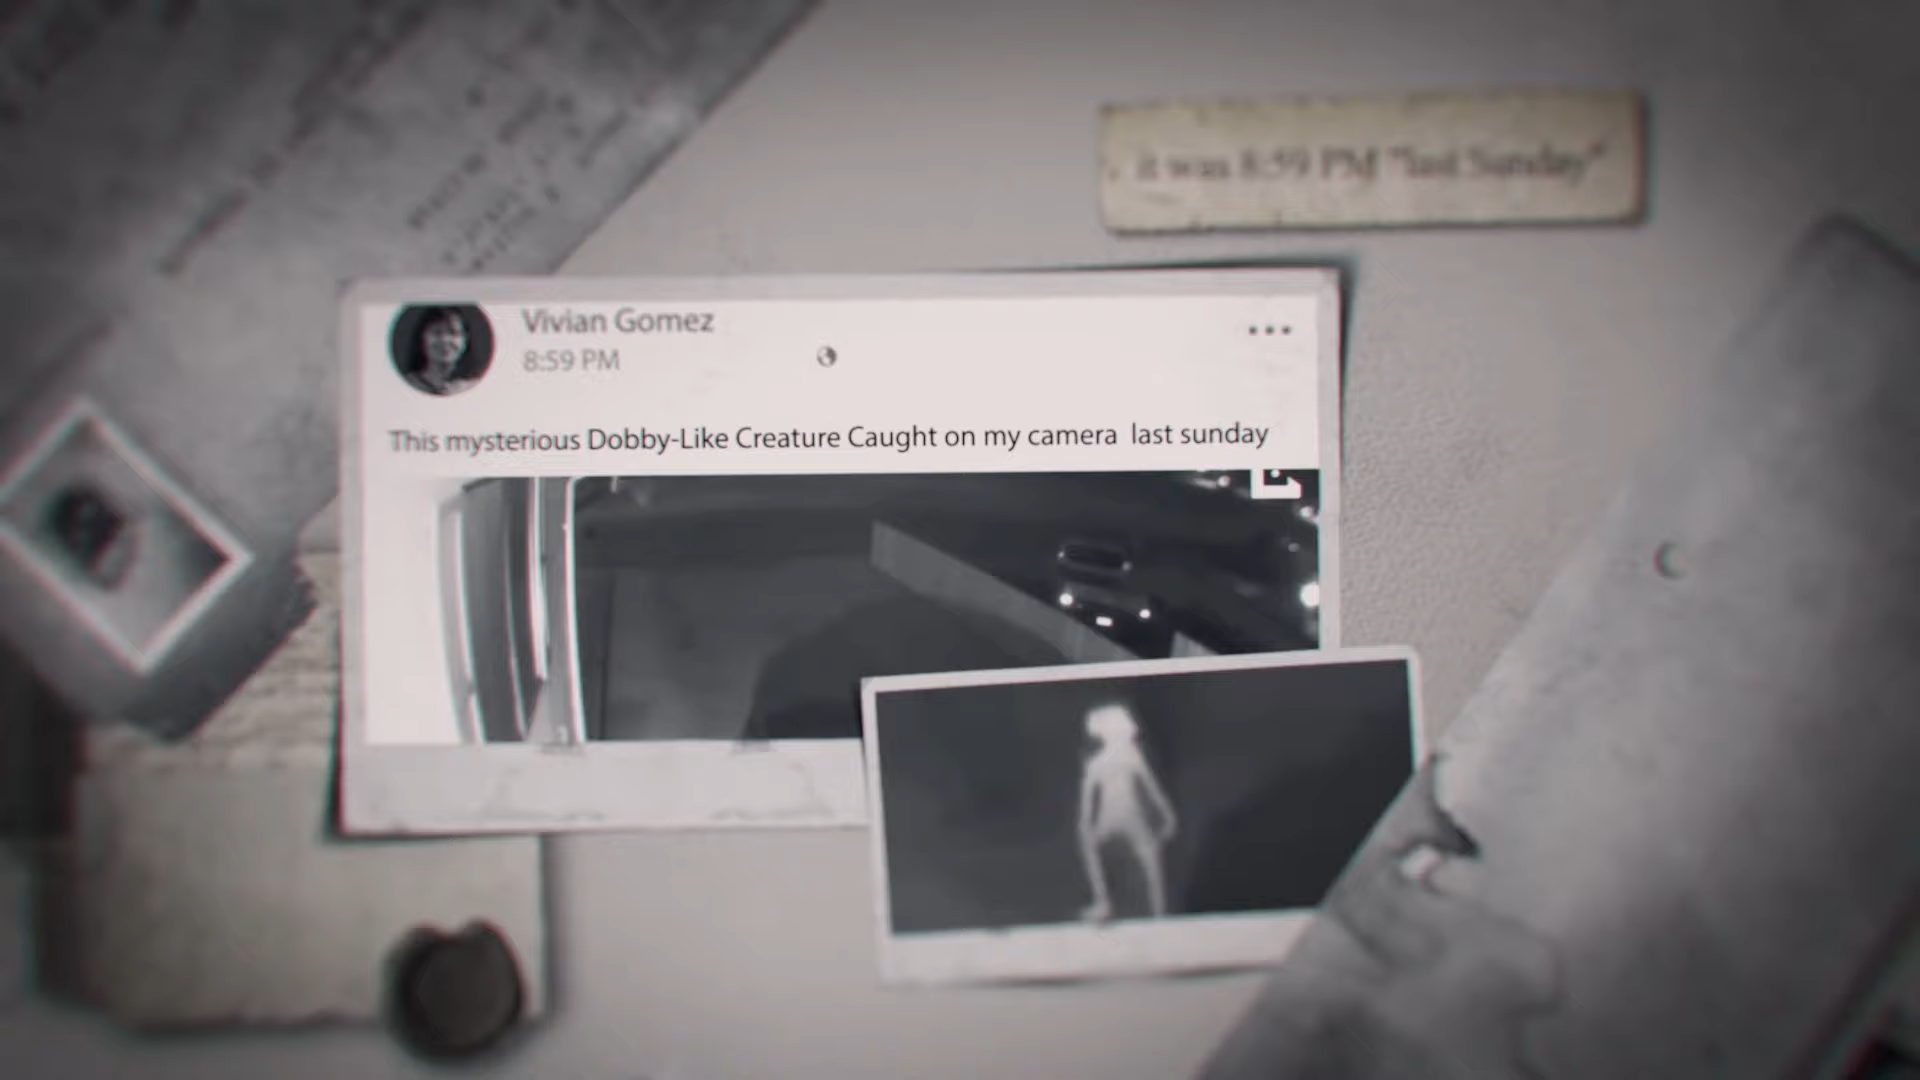 it was 8:59 PM "last Sunday"
Vivian Gomez
8:59 PM
This mysterious Dobby-Like Creature Caught on my camera last sunday